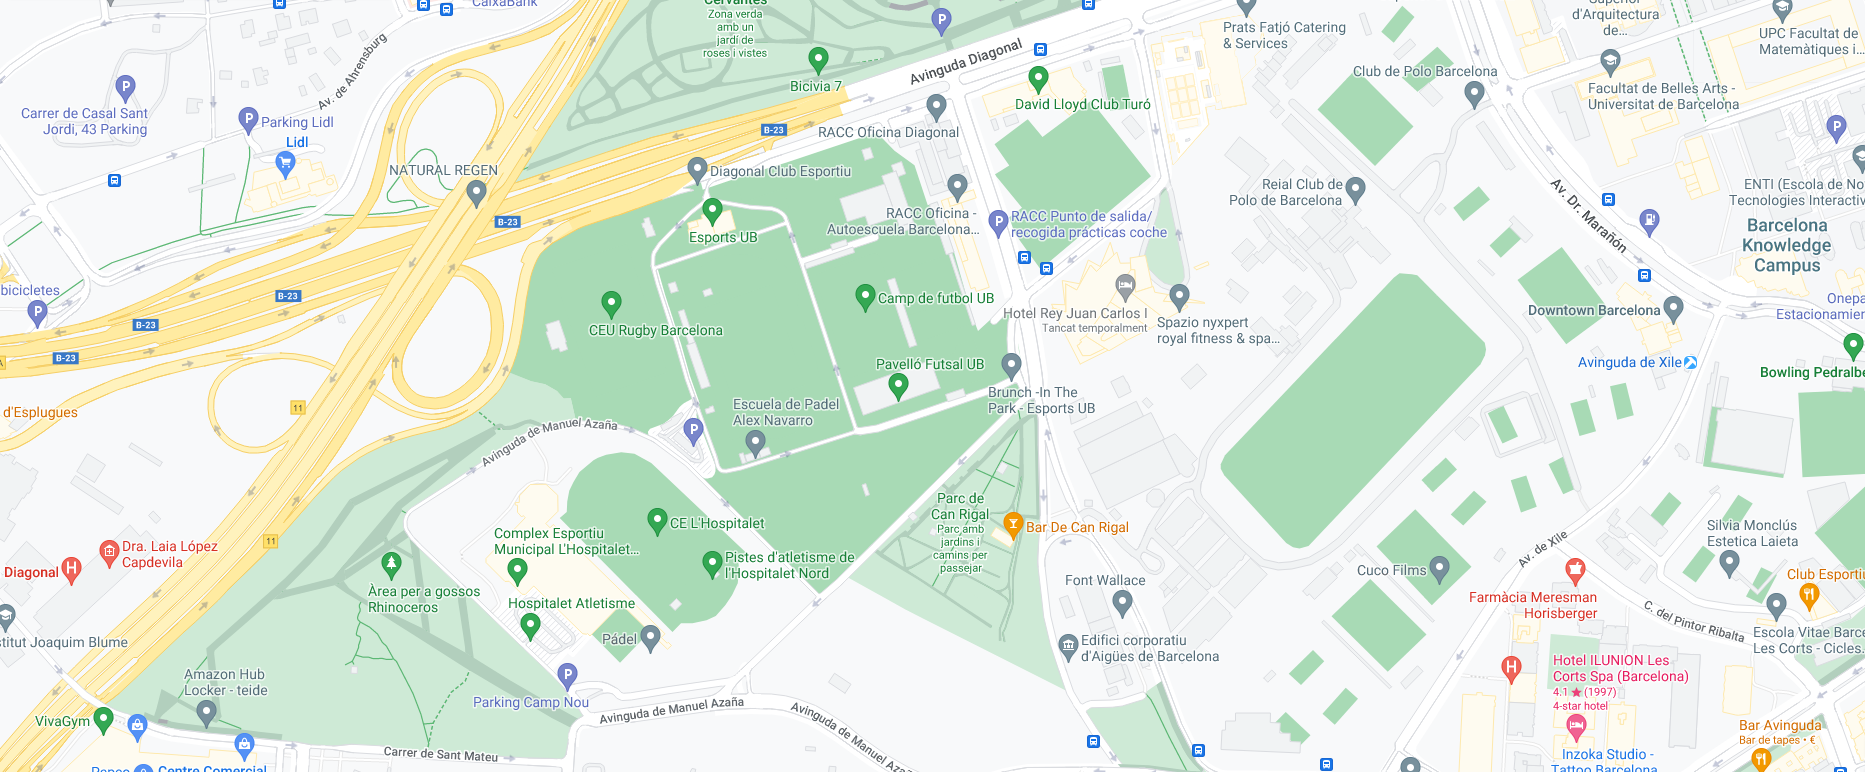 CaixaBank
Av. de Ahrensburg
Carrer de Casal Sant
Jordi, 43 Parking
Parking Lidl
Lidl
NATURAL REGEN
Zona verda
amb un
jardí de
roses i vistes
Bicivia 7
Avinguda Diagonal
B-23
RACC Oficina Diagonal
David Lloyd Club Turó
Prats Fatjó Catering
& Services
d'Arquitectura
de...
UPC Facultat de
Matemàtiques i...
Club de Polo Barcelona
Facultat de Belles Arts -
Universitat de Barcelona
Diagonal Club Esportiu
Esports UB
RACC Oficina -
Autoescuela Barcelona...
RACC Punto de salida/
recogida prácticas coche
Reial Club de
Polo de Barcelona
Av. Dr. Marañón
ENTI (Escola de No
Tecnologies Interactiv
Barcelona
Knowledge
Campus
B-23
bicicletes
B-23
B-23
B-23
CEU Rugby Barcelona
Camp de futbol UB
Hotel Rey Juan Carlos I
Tancat temporalment
Spazio nyxpert
royal fitness & spa...
Downtown Barcelona
Onepa
Estacionamien
Avinguda de Xile
Bowling Pedralbe
Pavelló Futsal UB
Brunch -In The
Park - Esports UB
Escuela de Padel
Alex Navarro
d'Esplugues
11
Avinguda de Manuel Azaña
P
Parc de
Can Rigal
Parc amb
jardins i
camins per
passejar
Bar De Can Rigal
CE L'Hospitalet
Complex Esportiu
Municipal L'Hospitalet...
Pistes d'atletisme de
l'Hospitalet Nord
Silvia Monclús
Estetica Laieta
11
Dra. Laia López
Capdevila
Diagonal
Av. de Xile
Cuco Films
Font Wallace
Àrea per a gossos
Rhinoceros
Hospitalet Atletisme
Pádel
Farmàcia Meresman
Horisberger
Club Esportiu
C. del Pintor Ribalta
Escola Vitae Barce
Les Corts - Cicles...
stitut Joaquim Blume
Edifici corporatiu
d'Aigües de Barcelona
Hotel ILUNION Les
Corts Spa (Barcelona)
4.1 ★ (1997)
4-star hotel
Amazon Hub
Locker - teide
Parking Camp Nou
VivaGym
Avinguda de Manuel Azaña
Avinguda de Manuel Aza
Carrer de Sant Mateu
Bar Avinguda
Bar de tapes • €
Inzoka Studio -
Tattoo Barcelona
Centre Comercial